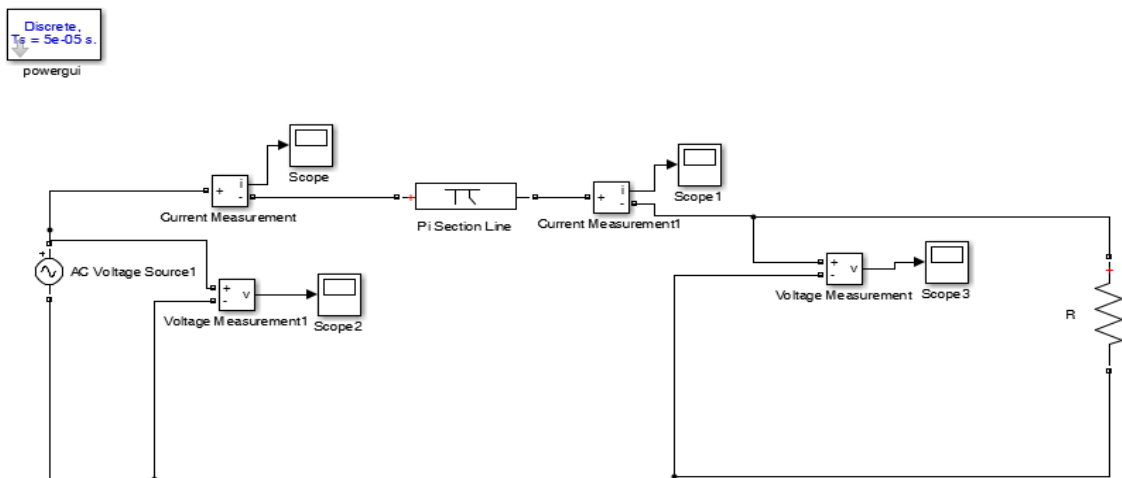 Discrete,
Ts = 5e-05 s.
powergui
Scope
+
i
-
Current Measurement
+
Pi Section Line
+
i
-
Current Measurement1
Scope1
+
AC Voltage Source1
+
-
v
Voltage Measurement1
Scope2
+
-
v
Voltage Measurement
Scope3
+
R